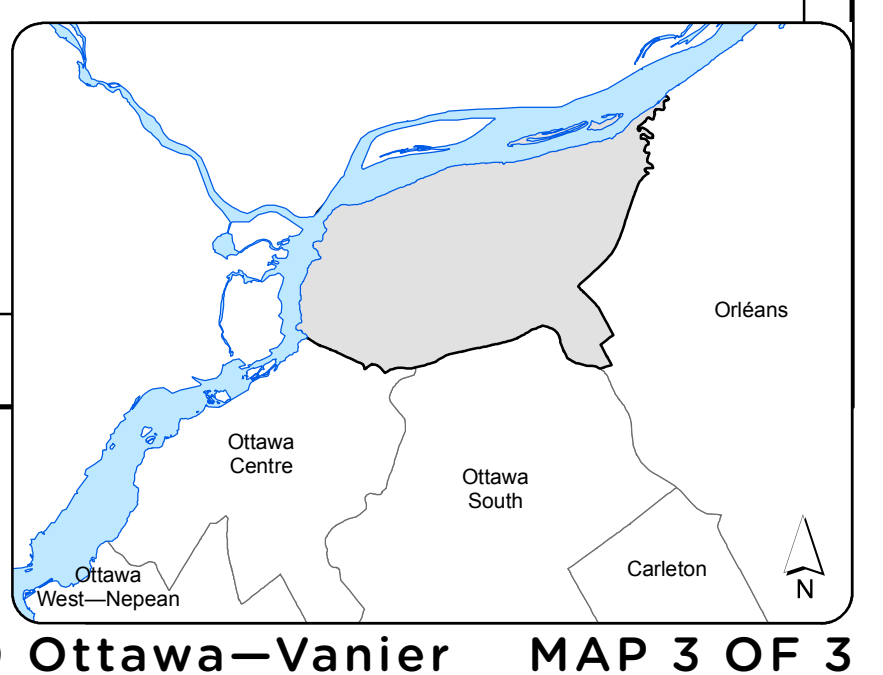 Orléans
Ottawa
Centre
Ottawa
South
Carleton
Ottawa
West—Nepean
N
Ottawa—Vanier MAP 3 OF 3